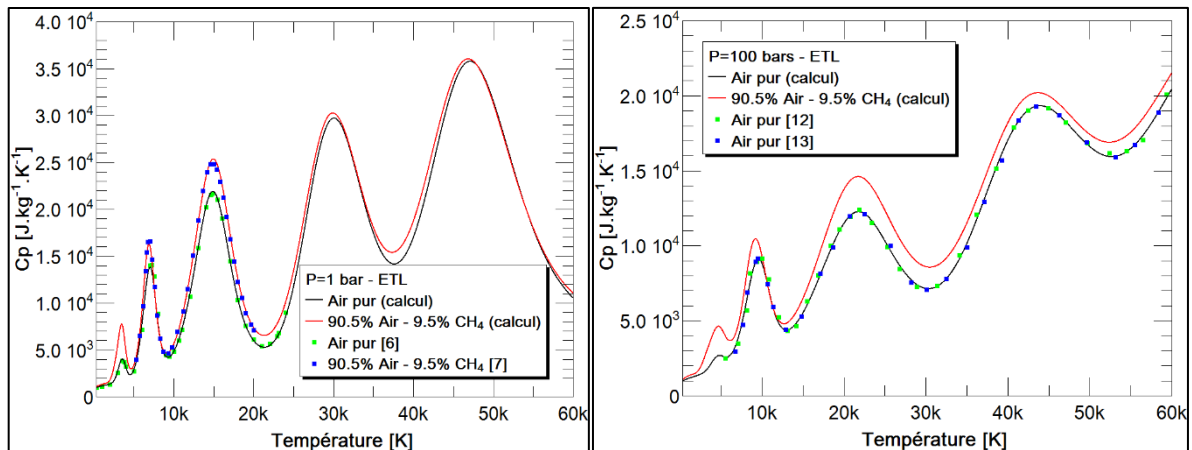 4.0 10⁴
3.5 10⁴
3.0 10⁴
2.5 10⁴
2.0 10⁴
1.5 10⁴
1.0 10⁴
5.0 10³
0
Cp [J.kg⁻¹.K⁻¹]
P=1 bar - ETL
Air pur (calcul)
90.5% Air - 9.5% CH₄ (calcul)
Air pur [6]
90.5% Air - 9.5% CH₄ [7]
10k 20k 30k 40k 50k 60k
Température [K]
2.5 10⁴
2.0 10⁴
1.5 10⁴
1.0 10⁴
5.0 10³
0
Cp [J.kg⁻¹.K⁻¹]
P=100 bars - ETL
Air pur (calcul)
90.5% Air - 9.5% CH₄ (calcul)
Air pur [12]
Air pur [13]
10k 20k 30k 40k 50k 60k
Température [K]